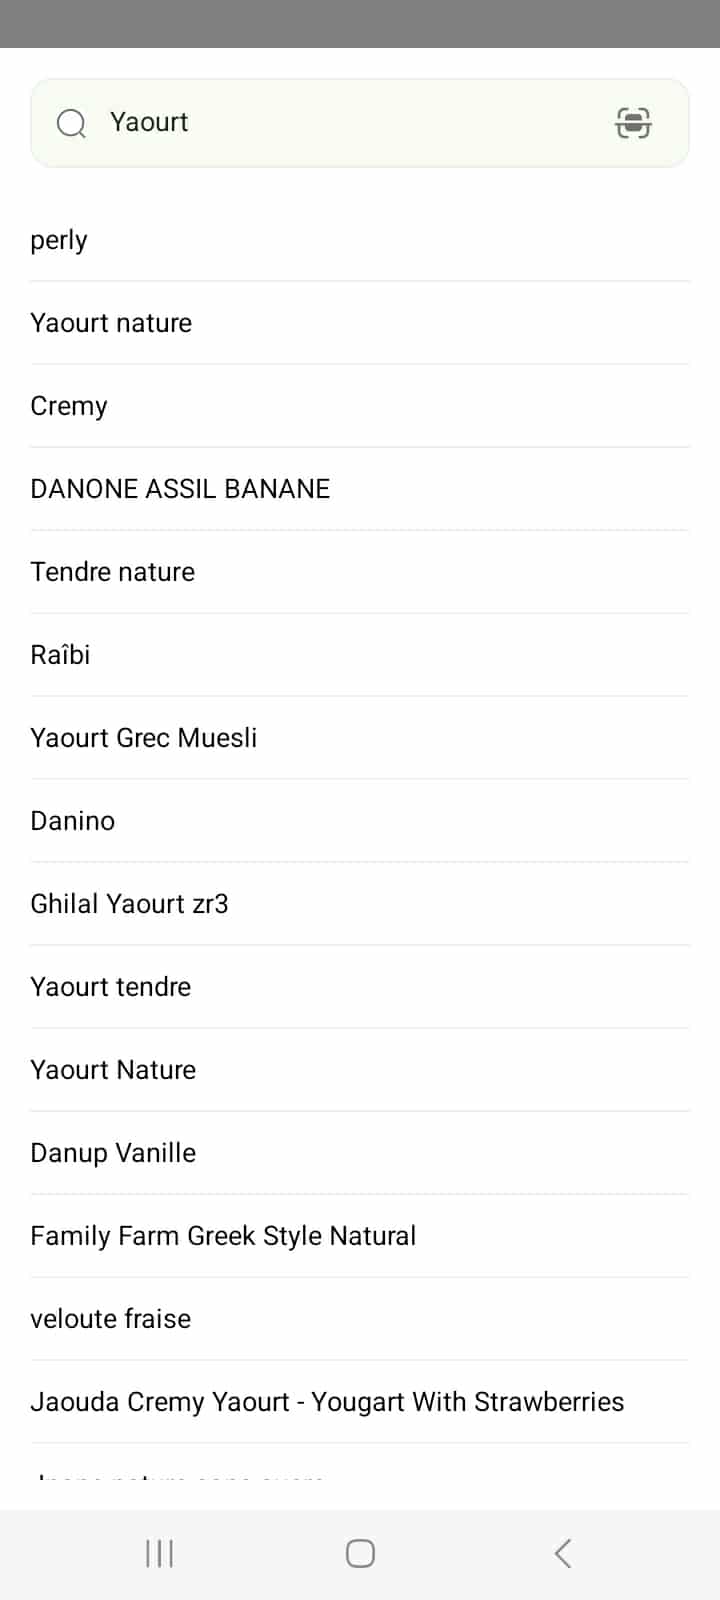 Yaourt
perly
Yaourt nature
Cremy
DANONE ASSIL BANANE
Tendre nature
Raîbi
Yaourt Grec Muesli
Danino
Ghilal Yaourt zr3
Yaourt tendre
Yaourt Nature
Danup Vanille
Family Farm Greek Style Natural
veloute fraise
Jaouda Cremy Yaourt - Yougart With Strawberries